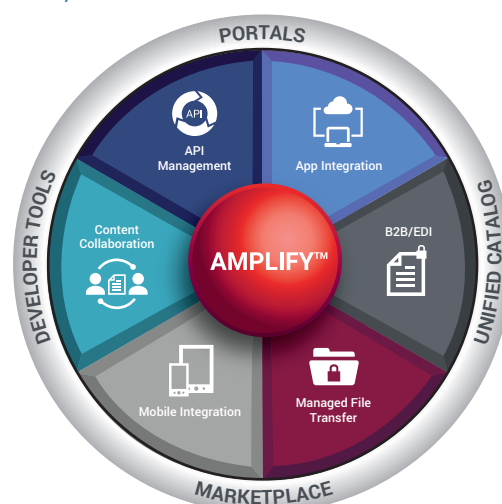 PORTALS
API
API
Management
App Integration
DEVELOPER TOOLS
Content
Collaboration
AMPLIFY™
B2B/EDI
UNIFIED CATALOG
Mobile Integration
Managed File
Transfer
MARKETPLACE